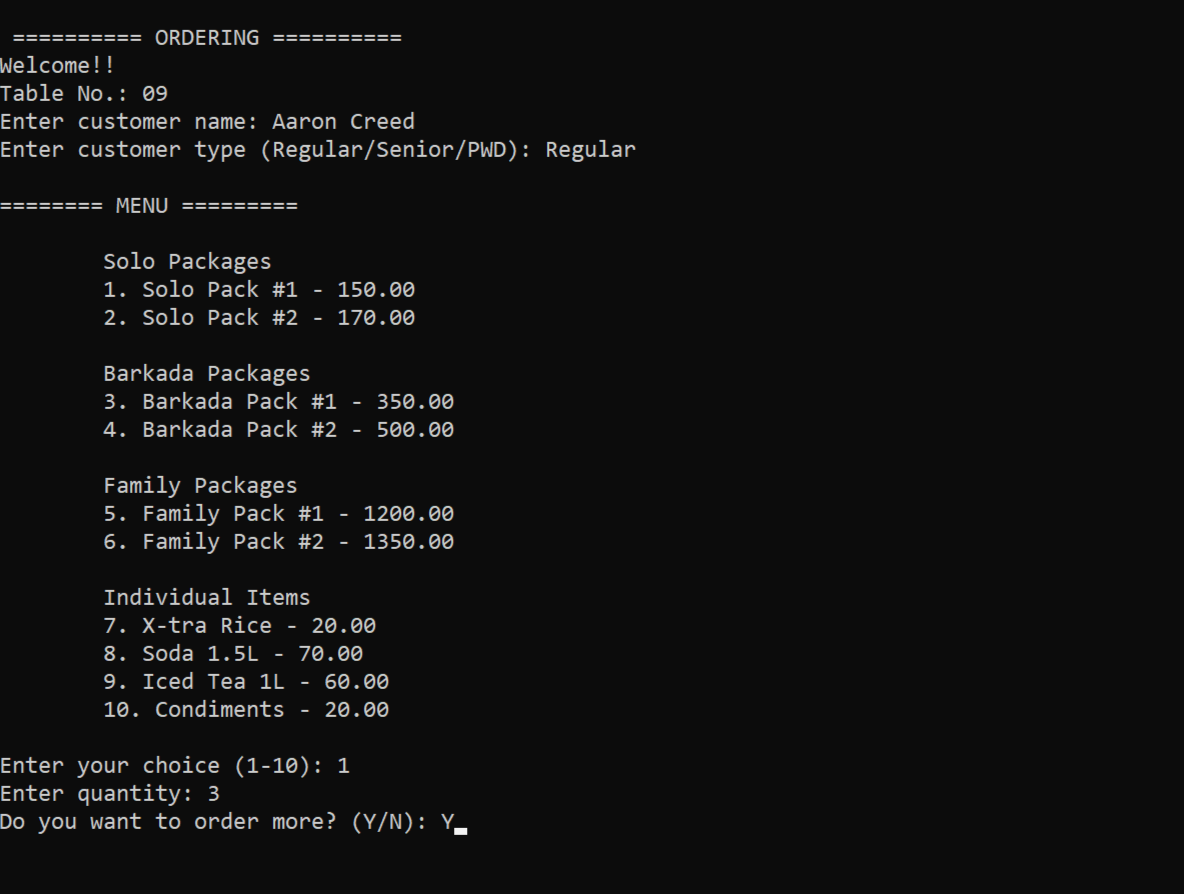 ========== ORDERING ==========
Welcome!!
Table No.: 09
Enter customer name: Aaron Creed
Enter customer type (Regular/Senior/PWD): Regular
======== MENU =========
Solo Packages
1. Solo Pack #1 - 150.00
2. Solo Pack #2 - 170.00
Barkada Packages
3. Barkada Pack #1 - 350.00
4. Barkada Pack #2 - 500.00
Family Packages
5. Family Pack #1 - 1200.00
6. Family Pack #2 - 1350.00
Individual Items
7. X-tra Rice - 20.00
8. Soda 1.5L - 70.00
9. Iced Tea 1L - 60.00
10. Condiments - 20.00
Enter your choice (1-10): 1
Enter quantity: 3
Do you want to order more? (Y/N): Y